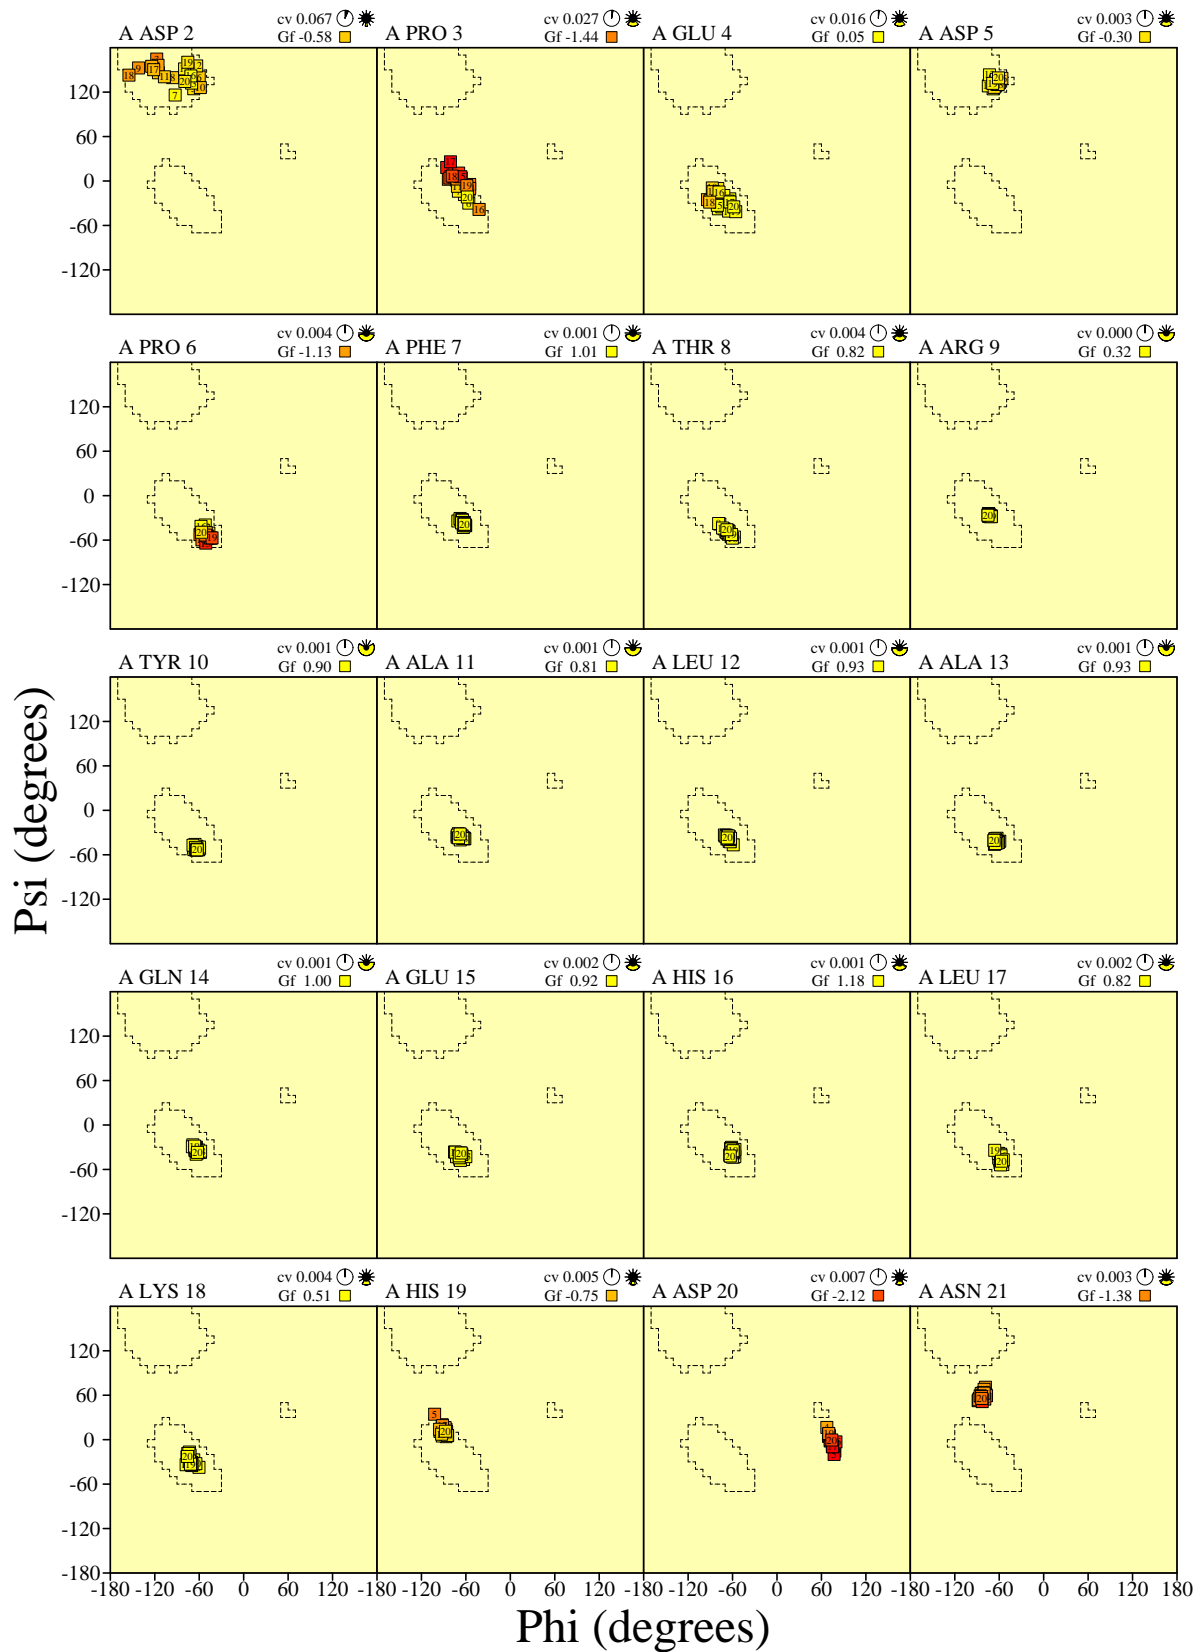 cv 0.067 cv 0.027 cv 0.016 cv 0.003
A ASP 2 Gf -0.58 A PRO 3 Gf -1.44 A GLU 4 Gf 0.05 A ASP 5 Gf -0.30
120
60
0
-60
-120
cv 0.004 cv 0.001 cv 0.004 cv 0.000
A PRO 6 Gf -1.13 A PHE 7 Gf 1.01 A THR 8 Gf 0.82 A ARG 9 Gf 0.32
120
60
0
-60
-120
cv 0.001 cv 0.001 cv 0.001 cv 0.001
A TYR 10 Gf 0.90 A ALA 11 Gf 0.81 A LEU 12 Gf 0.93 A ALA 13 Gf 0.93
120
60
0
-60
-120
cv 0.001 cv 0.002 cv 0.001 cv 0.002
A GLN 14 Gf 1.00 A GLU 15 Gf 0.92 A HIS 16 Gf 1.18 A LEU 17 Gf 0.82
120
60
0
-60
-120
cv 0.004 cv 0.005 cv 0.007 cv 0.003
A LYS 18 Gf 0.51 A HIS 19 Gf -0.75 A ASP 20 Gf -2.12 A ASN 21 Gf -1.38
120
60
0
-60
-120
-180
-180 -120 -60 0 60 120 -180 -120 -60 0 60 120 -180 -120 -60 0 60 120 -180 -120 -60 0 60 120 180
Psi (degrees)
Phi (degrees)